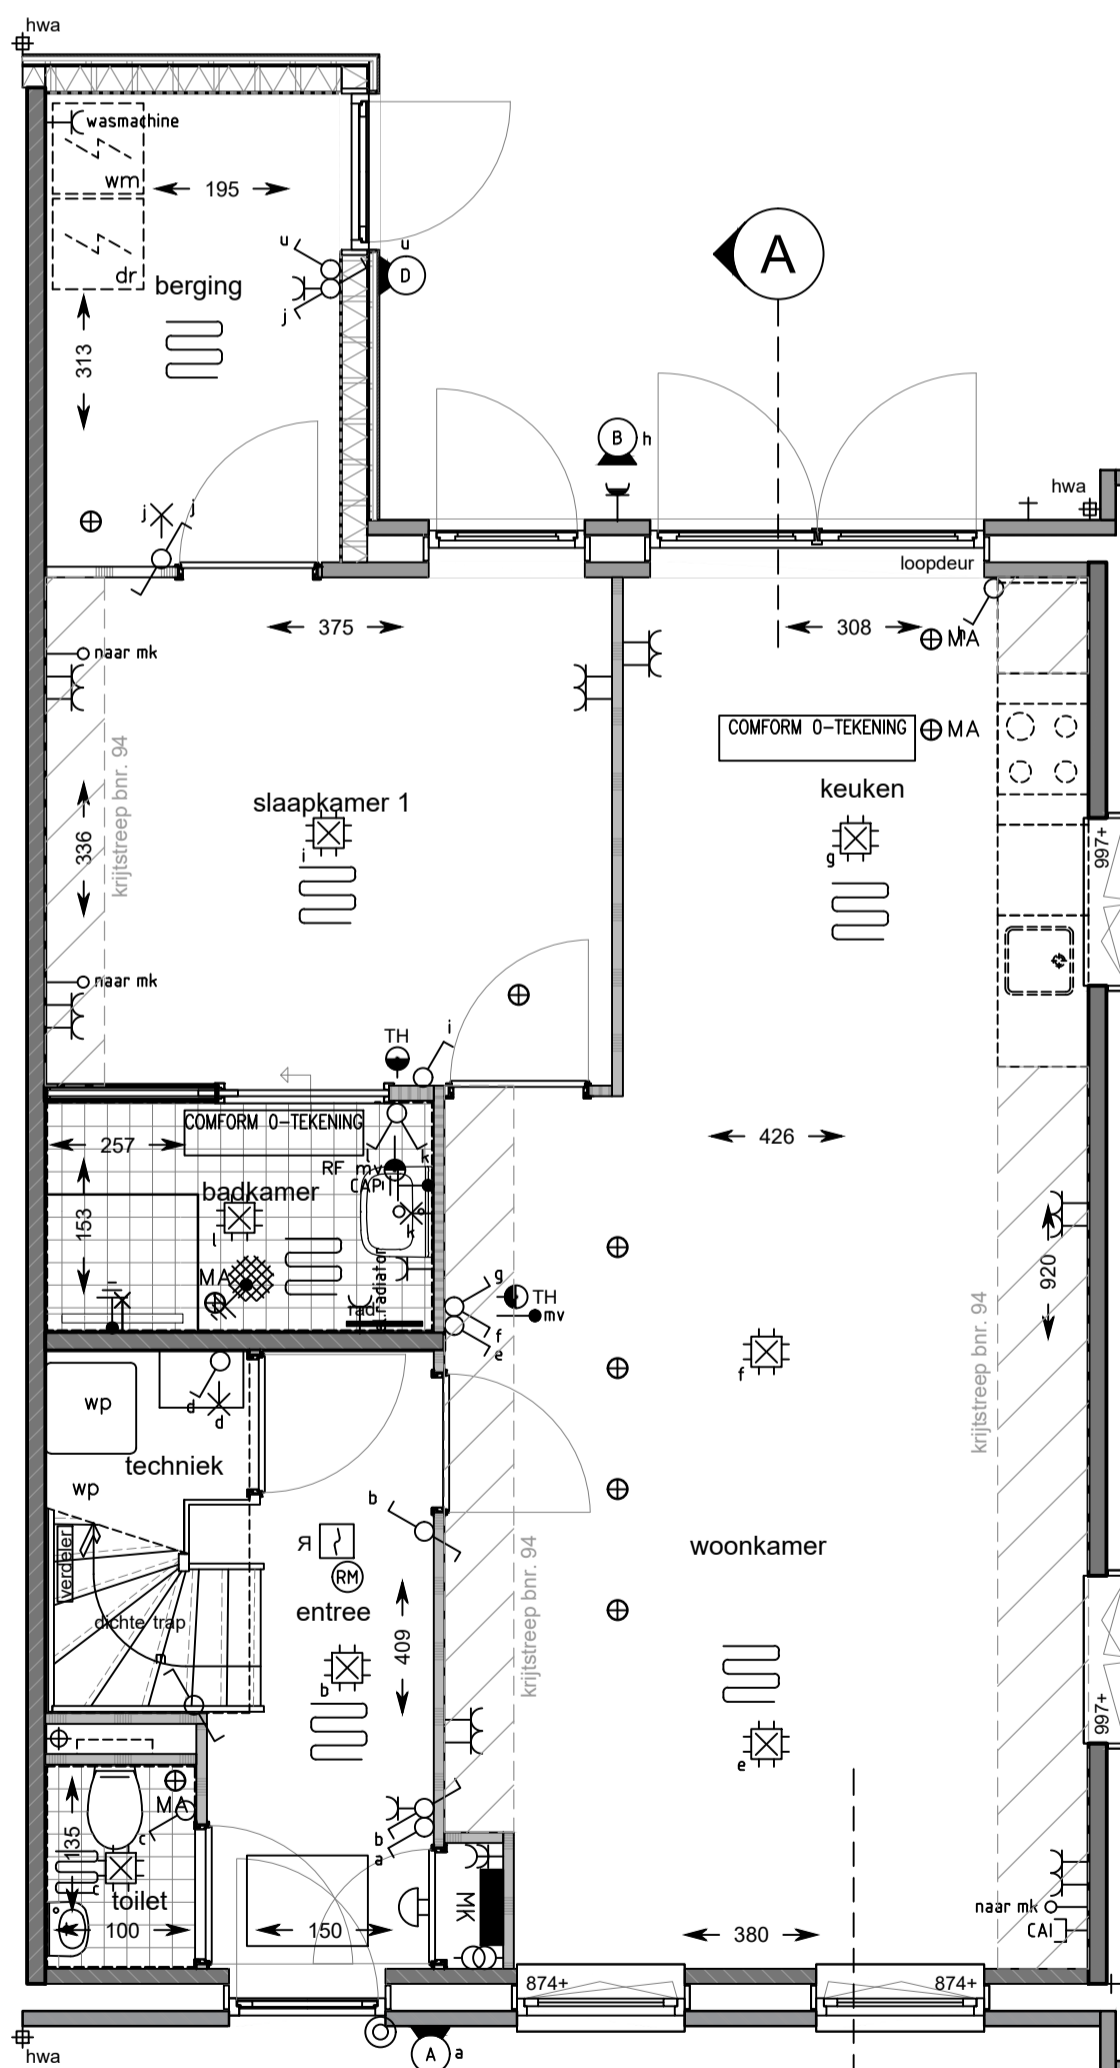 hwa
wasmachine
wm
195
dr
u
u
D
berging
j
313
A
B
h
j
j
hwa
loopdeur
375
308
h
MA
naar mk
COMFORM 0-TEKENING
MA
krijtstreep bnr. 94
slaapkamer 1
keuken
336
i
g
997+
naar mk
TH
i
COMFORM 0-TEKENING
257
426
l
k
RF mv
CAP
badkamer
153
l
k
920
MA
el.radiator
rad
g
TH
mv
f
e
krijtstreep bnr. 94
f
wp
d
d
techniek
wp
b
verdeler
R
RM
woonkamer
krijtstreep bnr. 94
entree
dichte trap
m
409
b
997+
e
MA
c
b
a
135
c
toilet
MK
naar mk
CAI
100
150
380
874+
874+
hwa
A
a